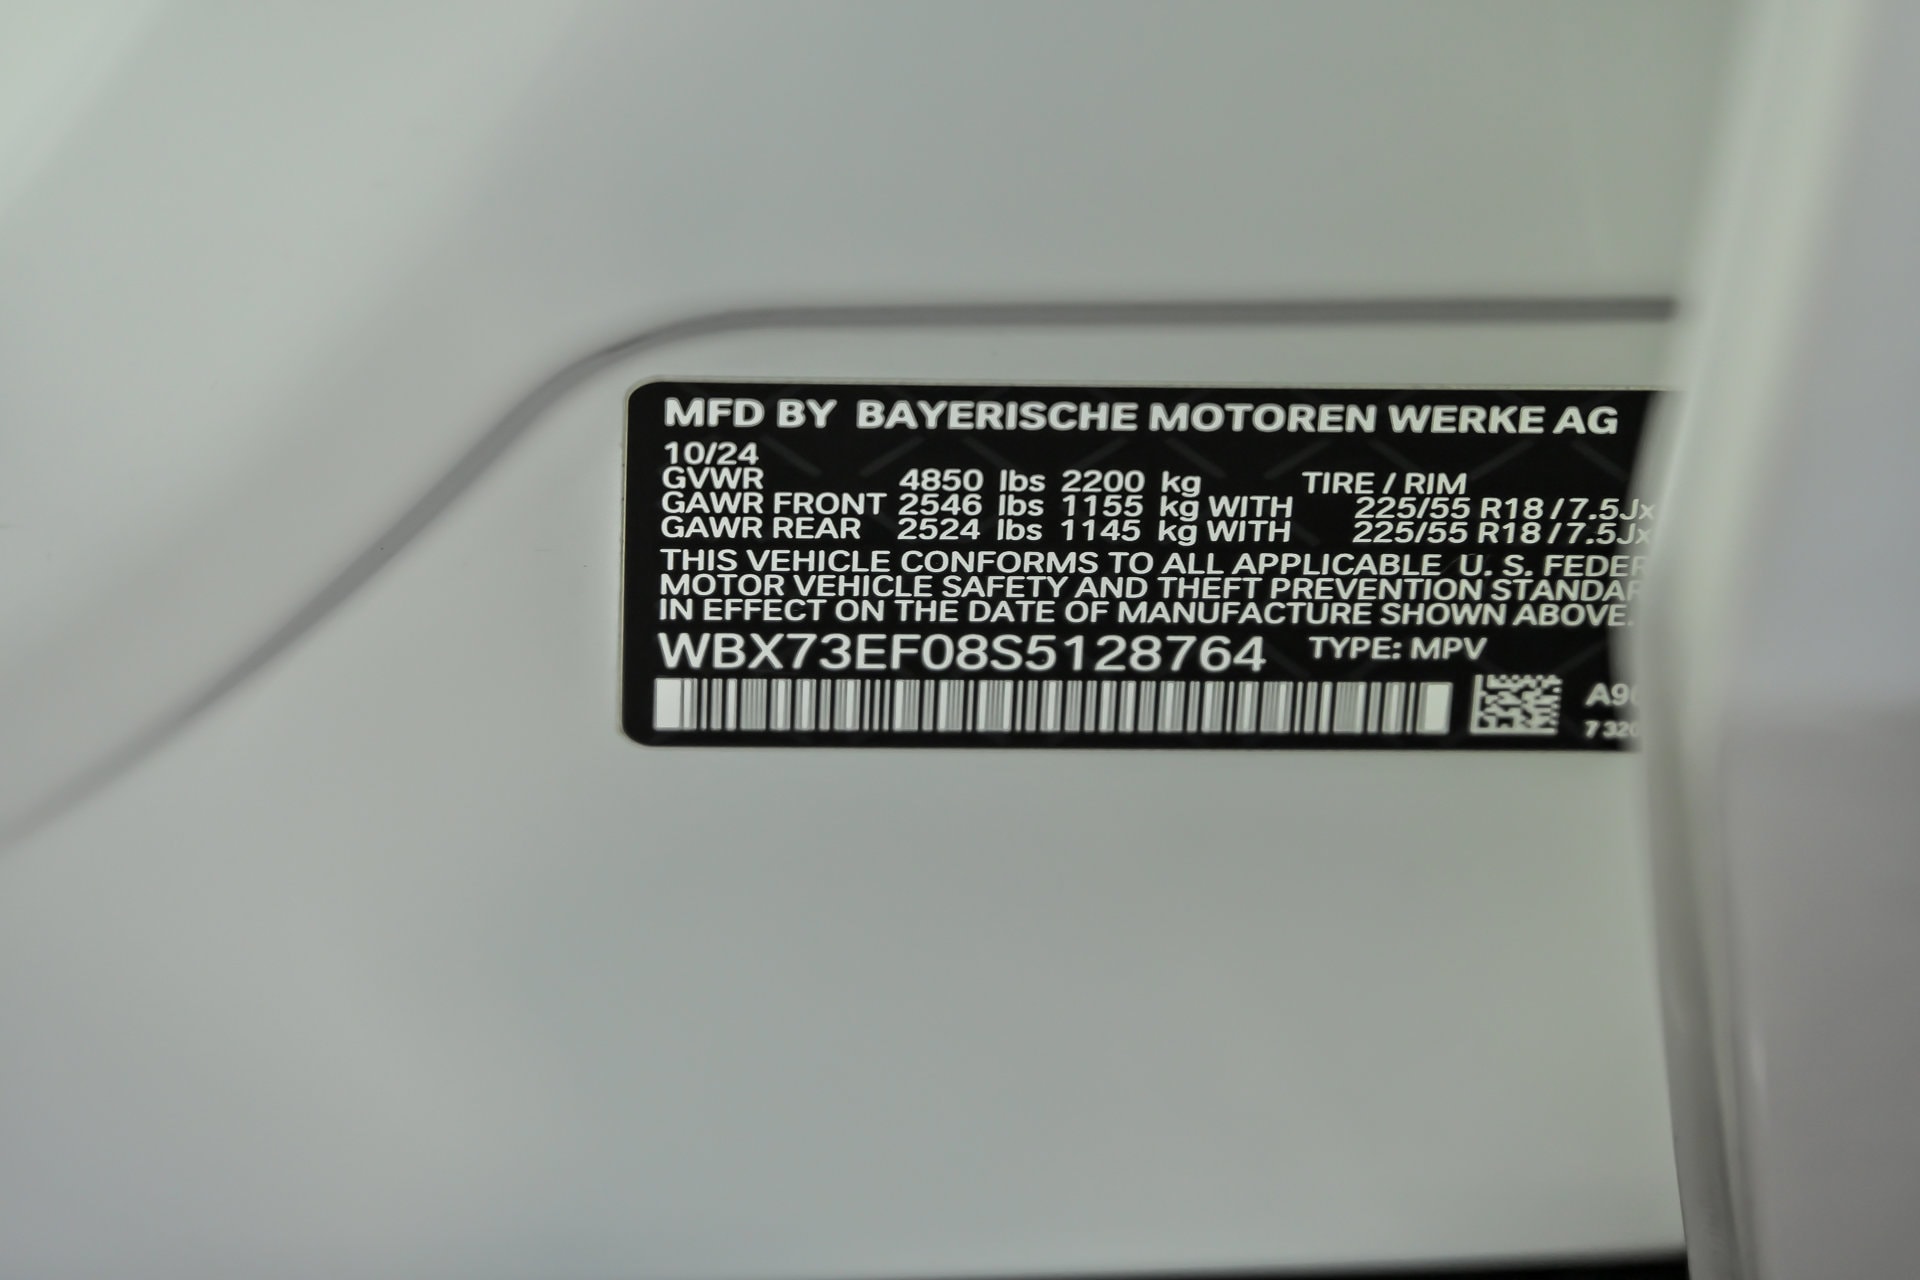 MFD BY BAYERISCHE MOTOREN WERKE AG
10/24
GVWR 4850 lbs 2200 kg TIRE / RIM
GAWR FRONT 2546 lbs 1155 kg WITH 225/55 R18 / 7.5Jx
GAWR REAR 2524 lbs 1145 kg WITH 225/55 R18 / 7.5Jx
THIS VEHICLE CONFORMS TO ALL APPLICABLE U. S.
MOTOR VEHICLE SAFETY AND THEFT PREVENTION
IN EFFECT ON THE DATE OF MANUFACTURE SHOWN ABOVE.
WBX73EF08S5128764 TYPE: MPV